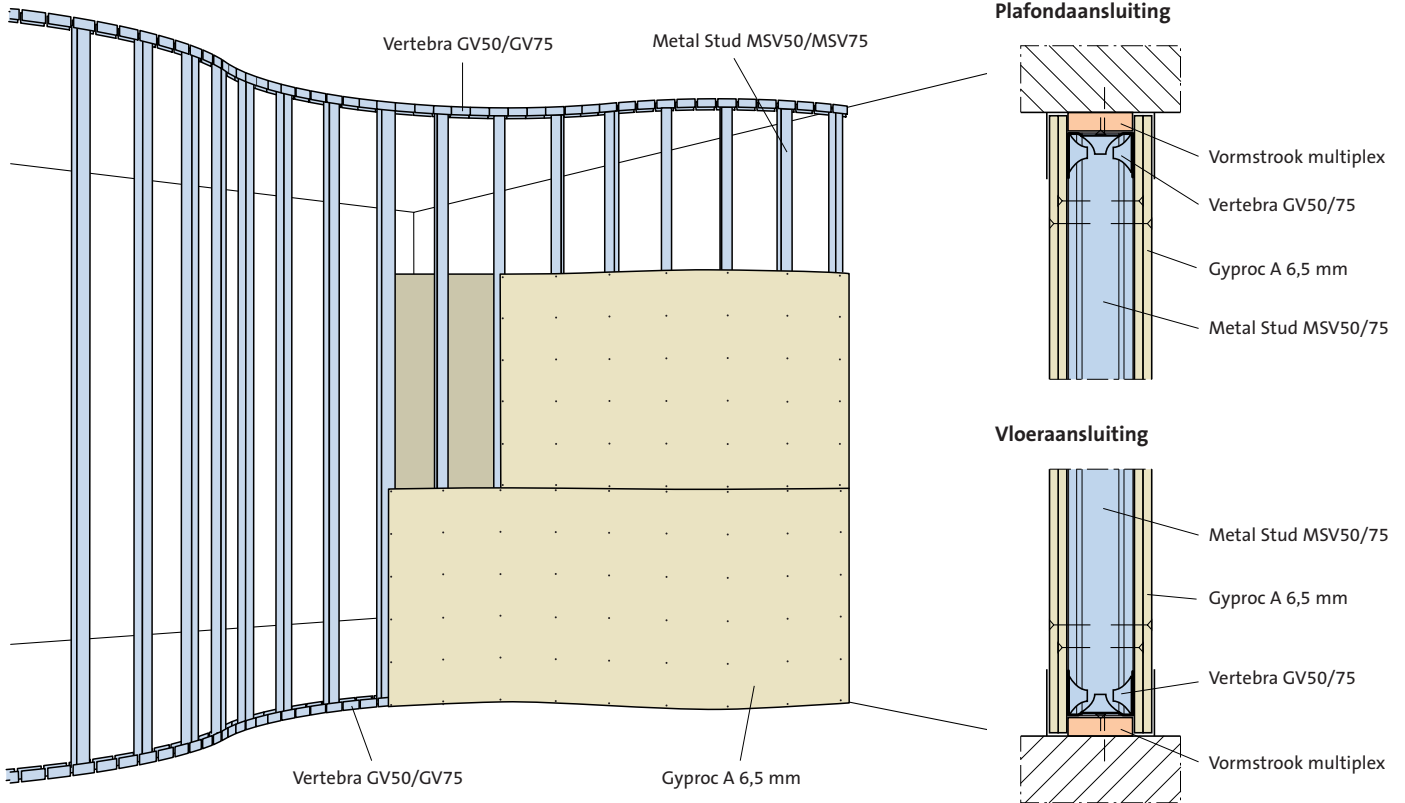 Plafondaansluiting
Vertebra GV50/GV75
Metal Stud MSV50/MSV75
Vormstrook multiplex
Vertebra GV50/75
Gyproc A 6,5 mm
Metal Stud MSV50/75
Vloeraansluiting
Metal Stud MSV50/75
Gyproc A 6,5 mm
Vertebra GV50/75
Vormstrook multiplex
Vertebra GV50/GV75
Gyproc A 6,5 mm